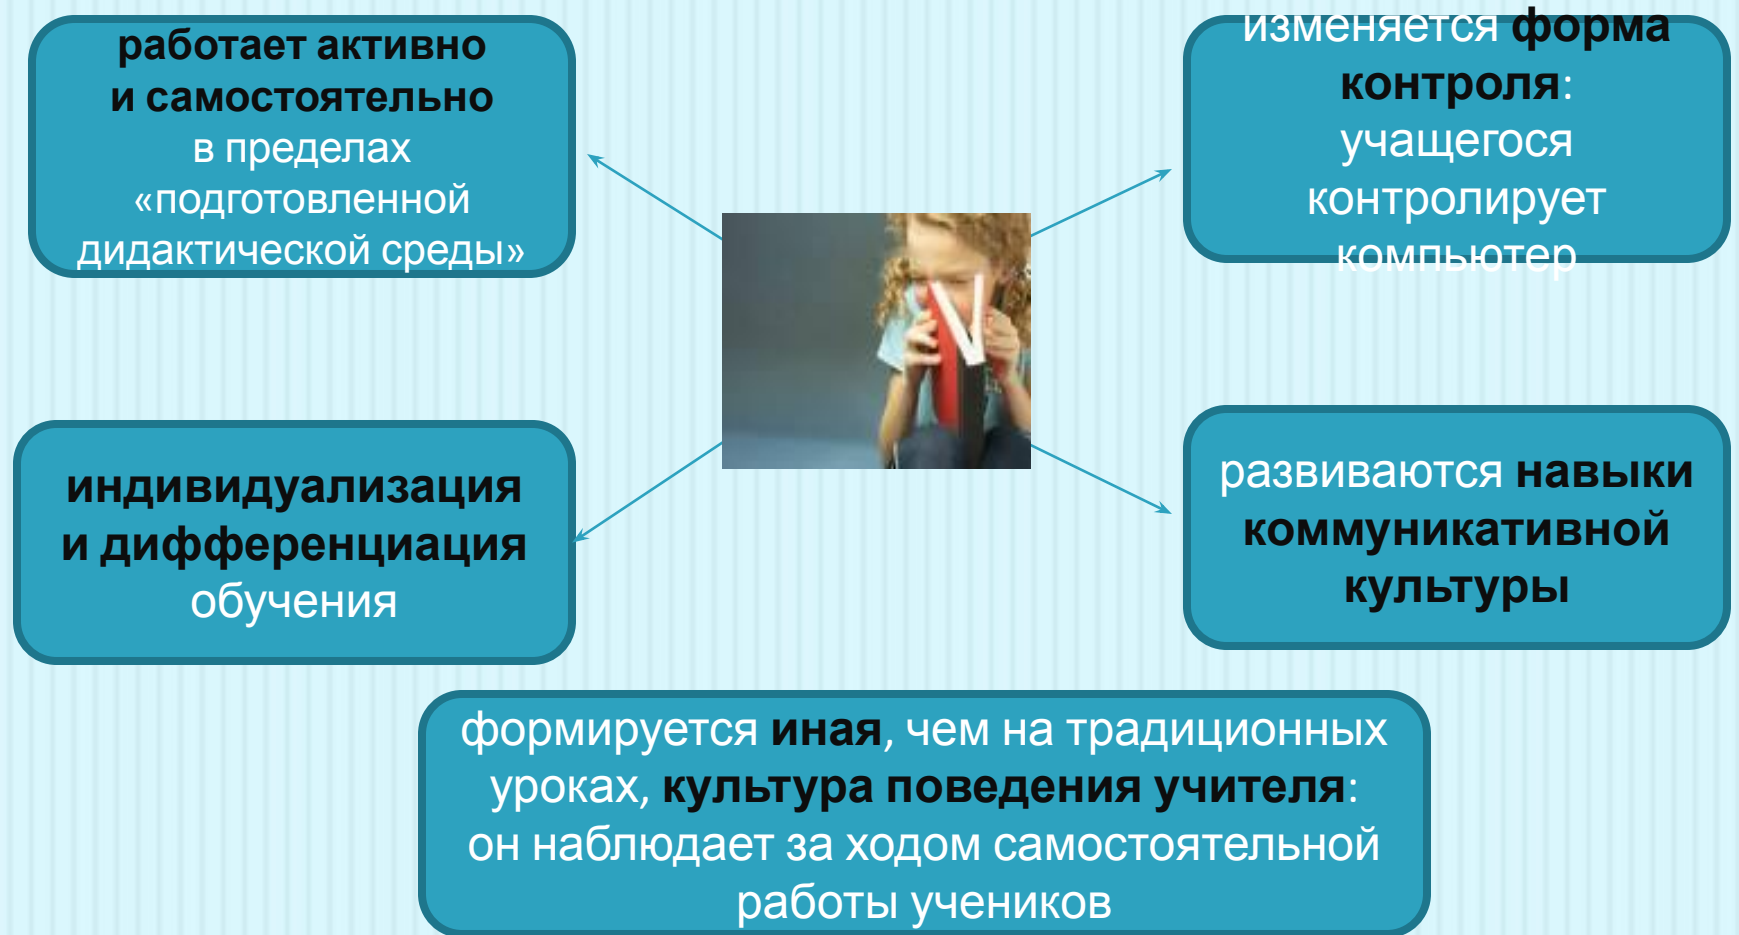 работает активно
и самостоятельно
в пределах
«подготовленной
дидактической среды»
изменяется форма
контроля:
учащегося
контролирует
компьютер
индивидуализация
и дифференциация
обучения
развиваются навыки
коммуникативной
культуры
формируется иная, чем на традиционных
уроках, культура поведения учителя:
он наблюдает за ходом самостоятельной
работы учеников